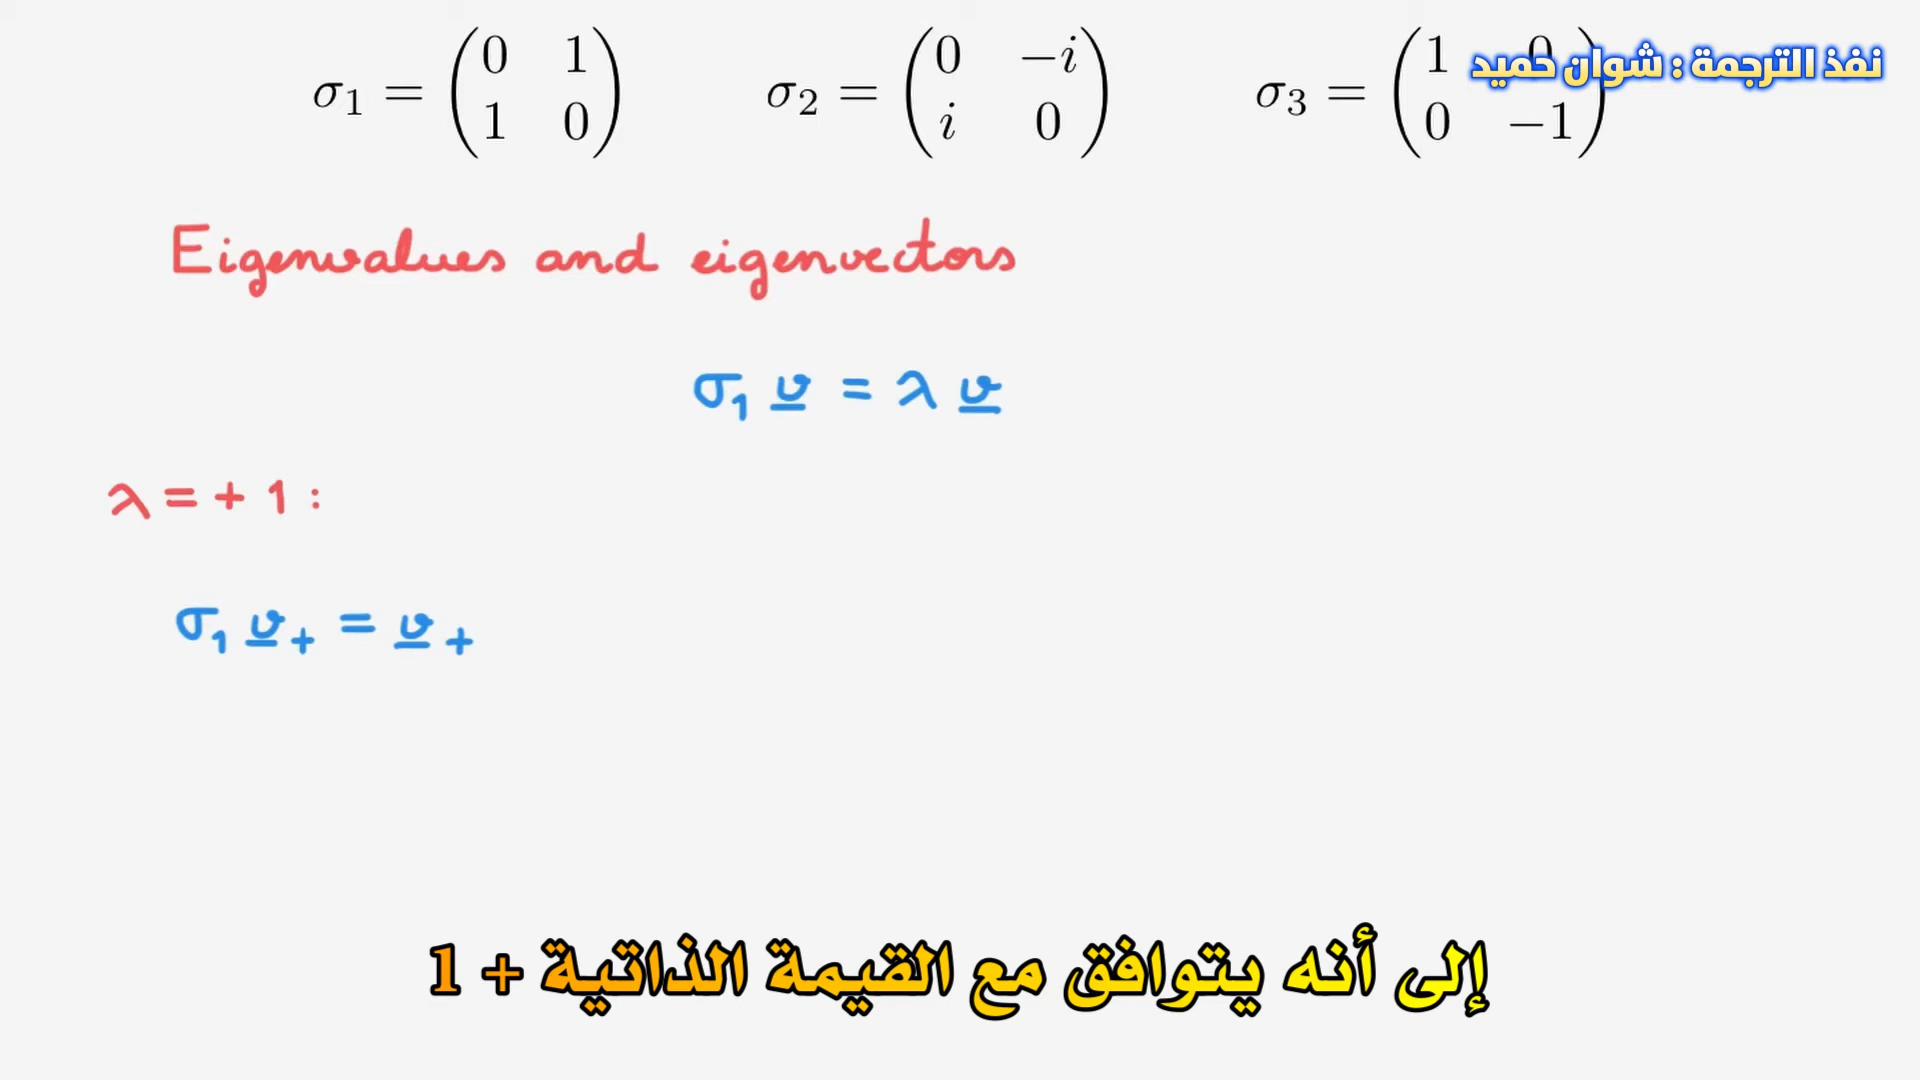 σ₁ = (0 1; 1 0) σ₂ = (0 −i; i 0) σ₃ = (1 0; 0 −1)
نفذ الترجمة : شوان حميد
Eigenvalues and eigenvectors
σ₁ v = λ v
λ = + 1 :
σ₁ v₊ = v₊
إلى أنه يتوافق مع القيمة الذاتية + 1